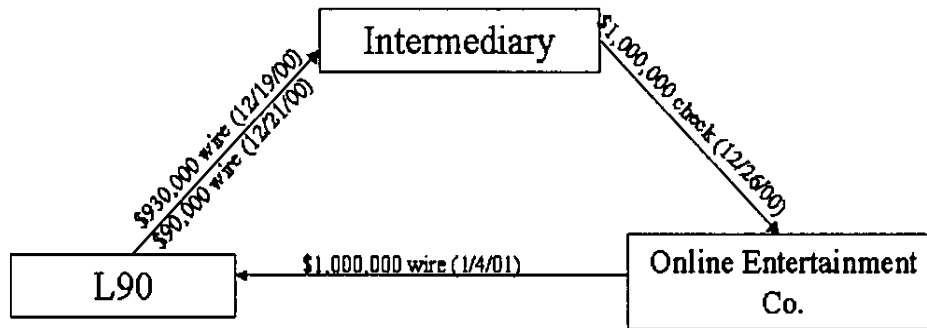 Intermediary
$930,000 wire (12/19/00)
$90,000 wire (12/21/00)
$1,000,000 check (12/26/00)
L90
$1,000,000 wire (1/4/01)
Online Entertainment
Co.